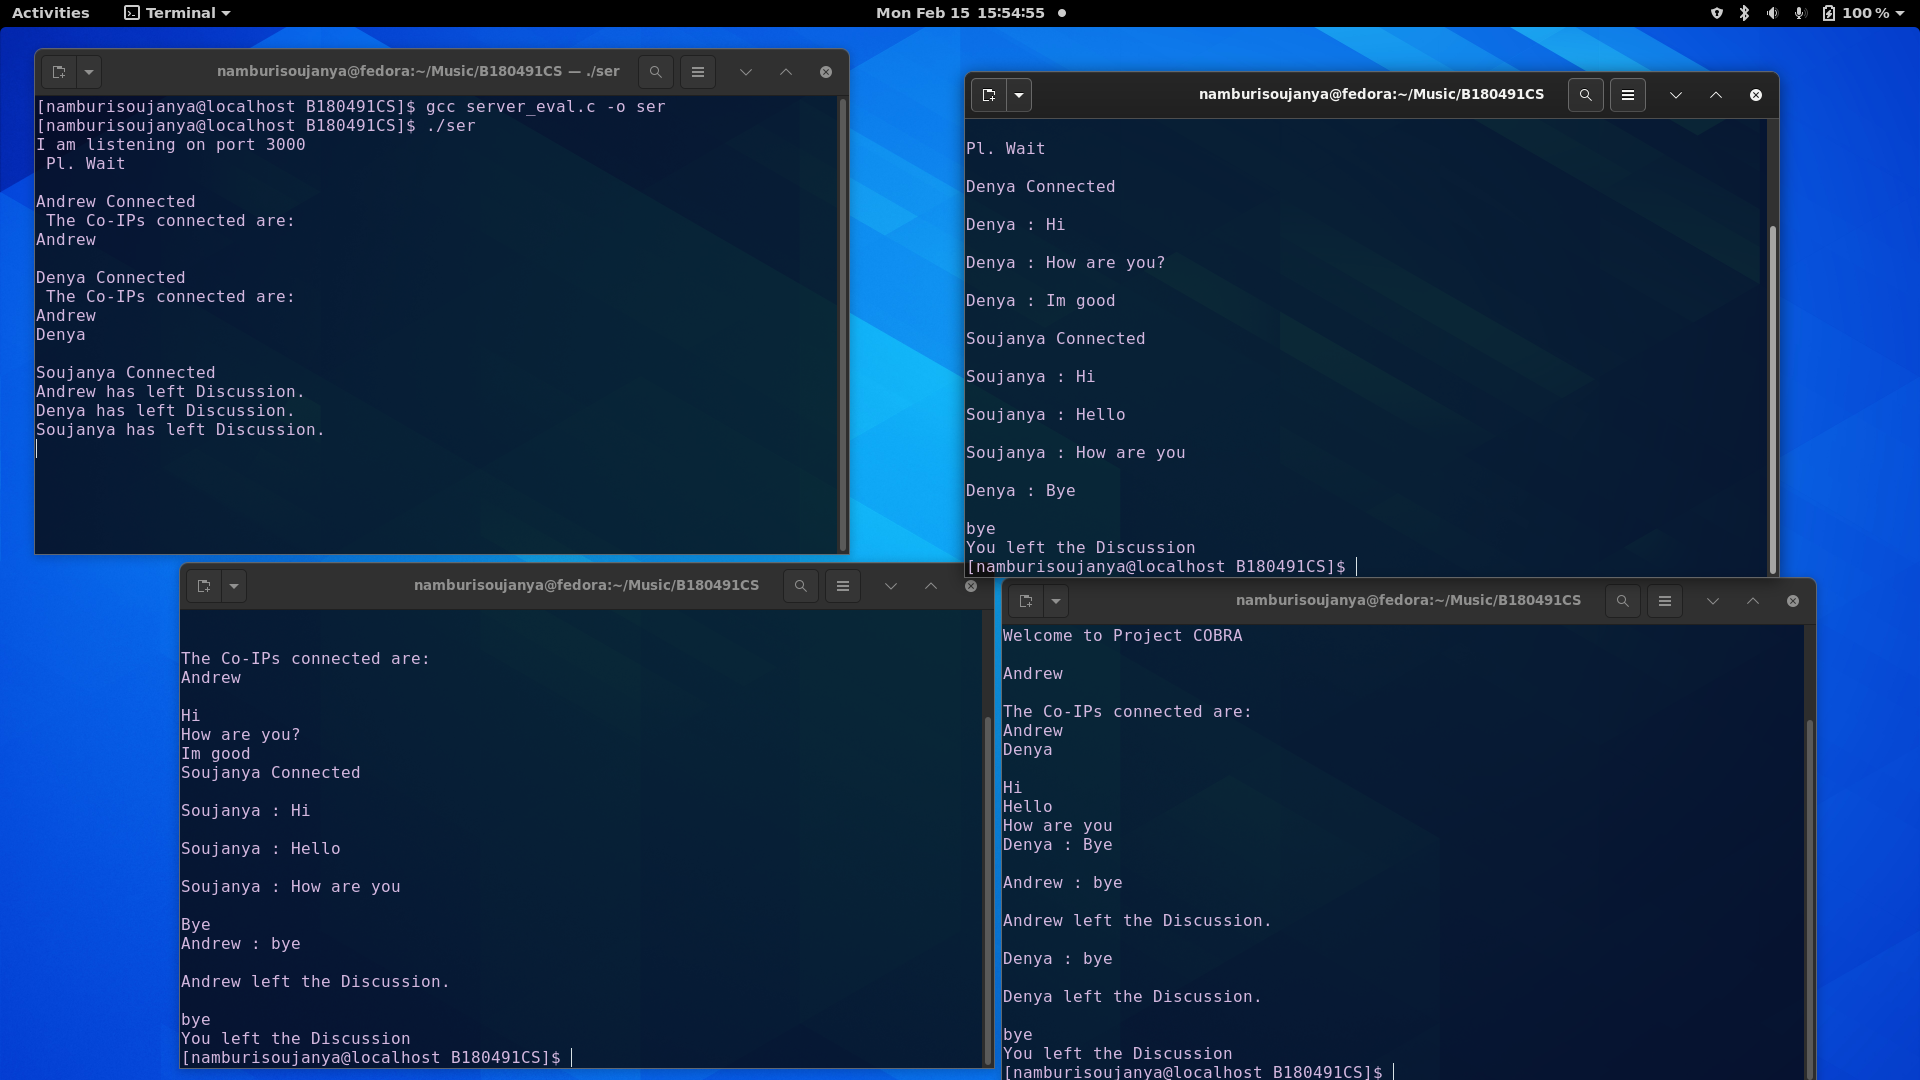 Activities
Terminal
Mon Feb 15  15:54:55
100 %
namburisoujanya@fedora:~/Music/B180491CS — ./ser
[namburisoujanya@localhost B180491CS]$ gcc server_eval.c -o ser
[namburisoujanya@localhost B180491CS]$ ./ser
I am listening on port 3000
 Pl. Wait
Andrew Connected
 The Co-IPs connected are:
Andrew
Denya Connected
 The Co-IPs connected are:
Andrew
Denya
Soujanya Connected
Andrew has left Discussion.
Denya has left Discussion.
Soujanya has left Discussion.
namburisoujanya@fedora:~/Music/B180491CS
Pl. Wait
Denya Connected
Denya : Hi
Denya : How are you?
Denya : Im good
Soujanya Connected
Soujanya : Hi
Soujanya : Hello
Soujanya : How are you
Denya : Bye
bye
You left the Discussion
[namburisoujanya@localhost B180491CS]$
namburisoujanya@fedora:~/Music/B180491CS
The Co-IPs connected are:
Andrew
Hi
How are you?
Im good
Soujanya Connected
Soujanya : Hi
Soujanya : Hello
Soujanya : How are you
Bye
Andrew : bye
Andrew left the Discussion.
bye
You left the Discussion
[namburisoujanya@localhost B180491CS]$
namburisoujanya@fedora:~/Music/B180491CS
Welcome to Project COBRA
Andrew
The Co-IPs connected are:
Andrew
Denya
Hi
Hello
How are you
Denya : Bye
Andrew : bye
Andrew left the Discussion.
Denya : bye
Denya left the Discussion.
bye
You left the Discussion
[namburisoujanya@localhost B180491CS]$